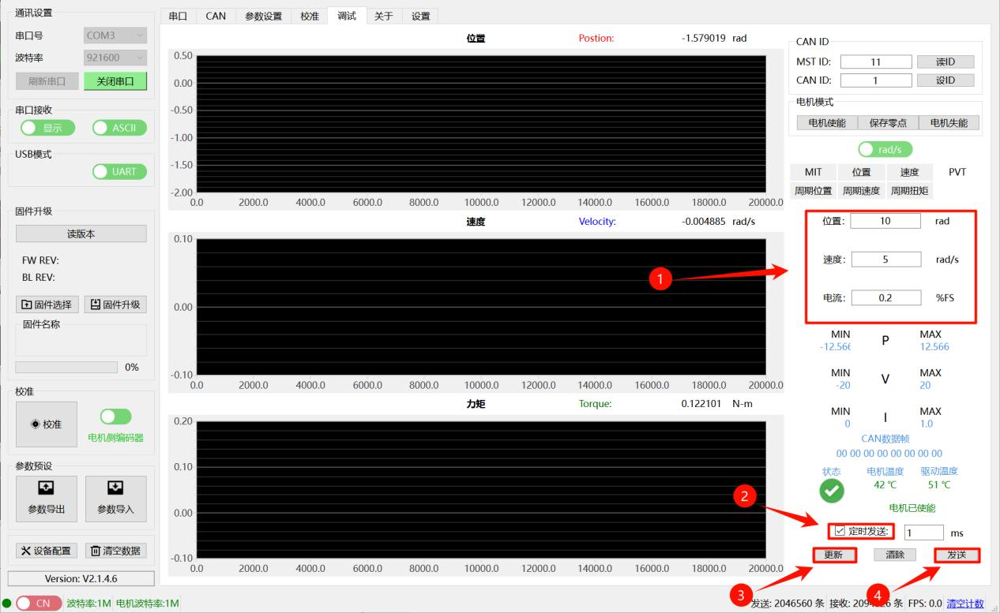 通讯设置
串口号 COM3
波特率 921600
刷新串口 关闭串口
串口接收
显示 ASCII
USB模式
UART
固件升级
读版本
FW REV:
BL REV:
固件选择 固件升级
固件名称
0%
校准
校准
电机侧编码器
参数预设
参数导出 参数导入
设备配置 清空数据
Version: V2.1.4.6
CN 波特率:1M 电机波特率:1M
串口 CAN 参数设置 校准 调试 关于 设置
位置 Postion: -1.579019 rad
0.50
0.00
-0.50
-1.00
-1.50
-2.00
0.0 2000.0 4000.0 6000.0 8000.0 10000.0 12000.0 14000.0 16000.0 18000.0 20000.0
速度 Velocity: -0.004885 rad/s
0.10
0.00
-0.10
0.0 2000.0 4000.0 6000.0 8000.0 10000.0 12000.0 14000.0 16000.0 18000.0 20000.0
力矩 Torque: 0.122101 N-m
0.20
0.10
0.00
-0.10
0.0 2000.0 4000.0 6000.0 8000.0 10000.0 12000.0 14000.0 16000.0 18000.0 20000.0
CAN ID
MST ID: 11 读ID
CAN ID: 1 设ID
电机模式
电机使能 保存零点 电机失能
rad/s
MIT 位置 速度 PVT
周期位置 周期速度 周期扭矩
位置: 10 rad
1
速度: 5 rad/s
电流: 0.2 %FS
MIN P MAX
-12.566 12.566
MIN V MAX
-20 20
MIN I MAX
0 1.0
CAN数据帧
00 00 00 00 00 00 00 00
状态 电机温度 驱动温度
42 ℃ 51 ℃
电机已使能
2
定时发送: 1 ms
更新 清除 发送
3
4
发送: 2046560 条 接收: FPS: 0.0 清空计数